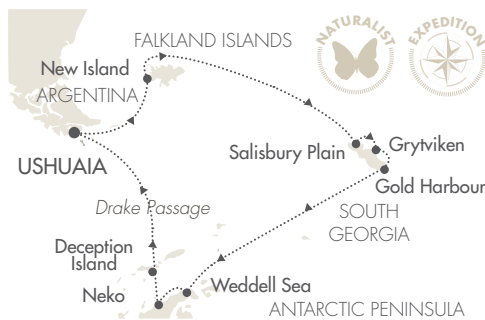 NATURALIST
EXPEDITION
FALKLAND ISLANDS
New Island
ARGENTINA
USHUAIA
Salisbury Plain
Grytviken
Gold Harbour
SOUTH
GEORGIA
Drake Passage
Deception
Island
Neko
Weddell Sea
ANTARCTIC PENINSULA